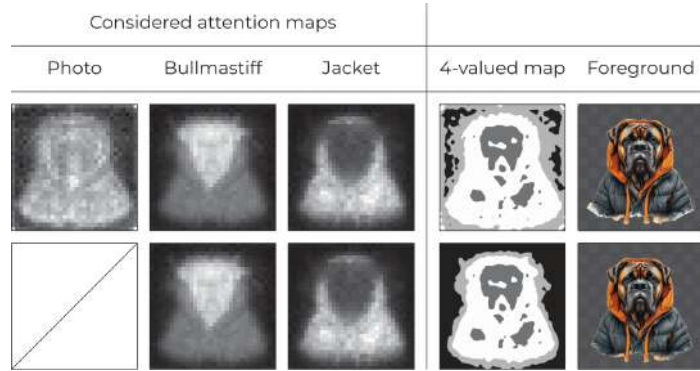 Considered attention maps
Photo Bullmastiff Jacket 4-valued map Foreground